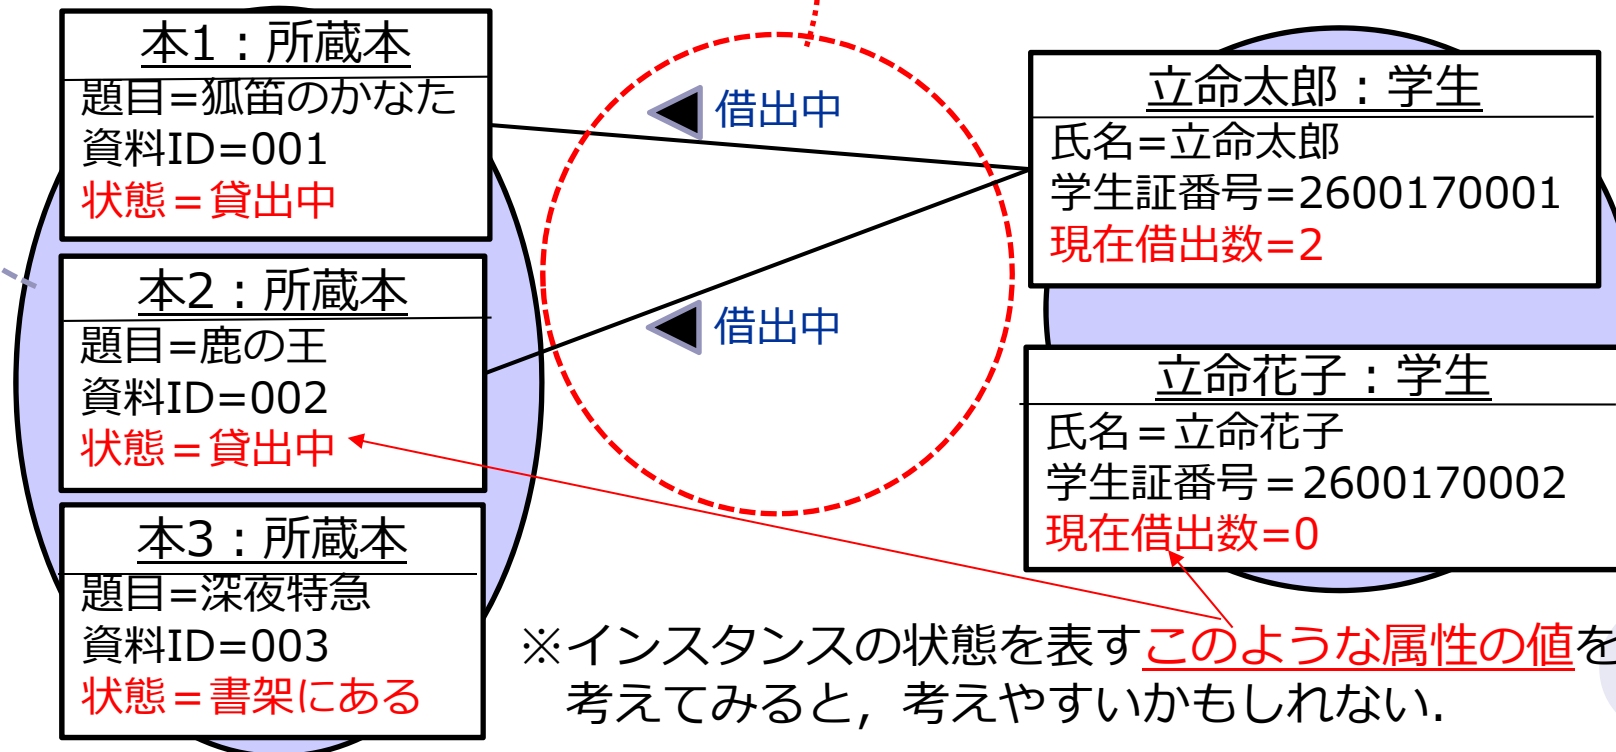 本1：所蔵本
題目=狐笛のかなた
資料ID=001
状態＝貸出中
本2：所蔵本
題目=鹿の王
資料ID=002
状態＝貸出中
本3：所蔵本
題目=深夜特急
資料ID=003
状態＝書架にある
借出中
借出中
立命太郎：学生
氏名=立命太郎
学生証番号=2600170001
現在借出数=2
立命花子：学生
氏名＝立命花子
学生証番号＝2600170002
現在借出数=0
※インスタンスの状態を表すこのような属性の値を
考えてみると，考えやすいかもしれない．